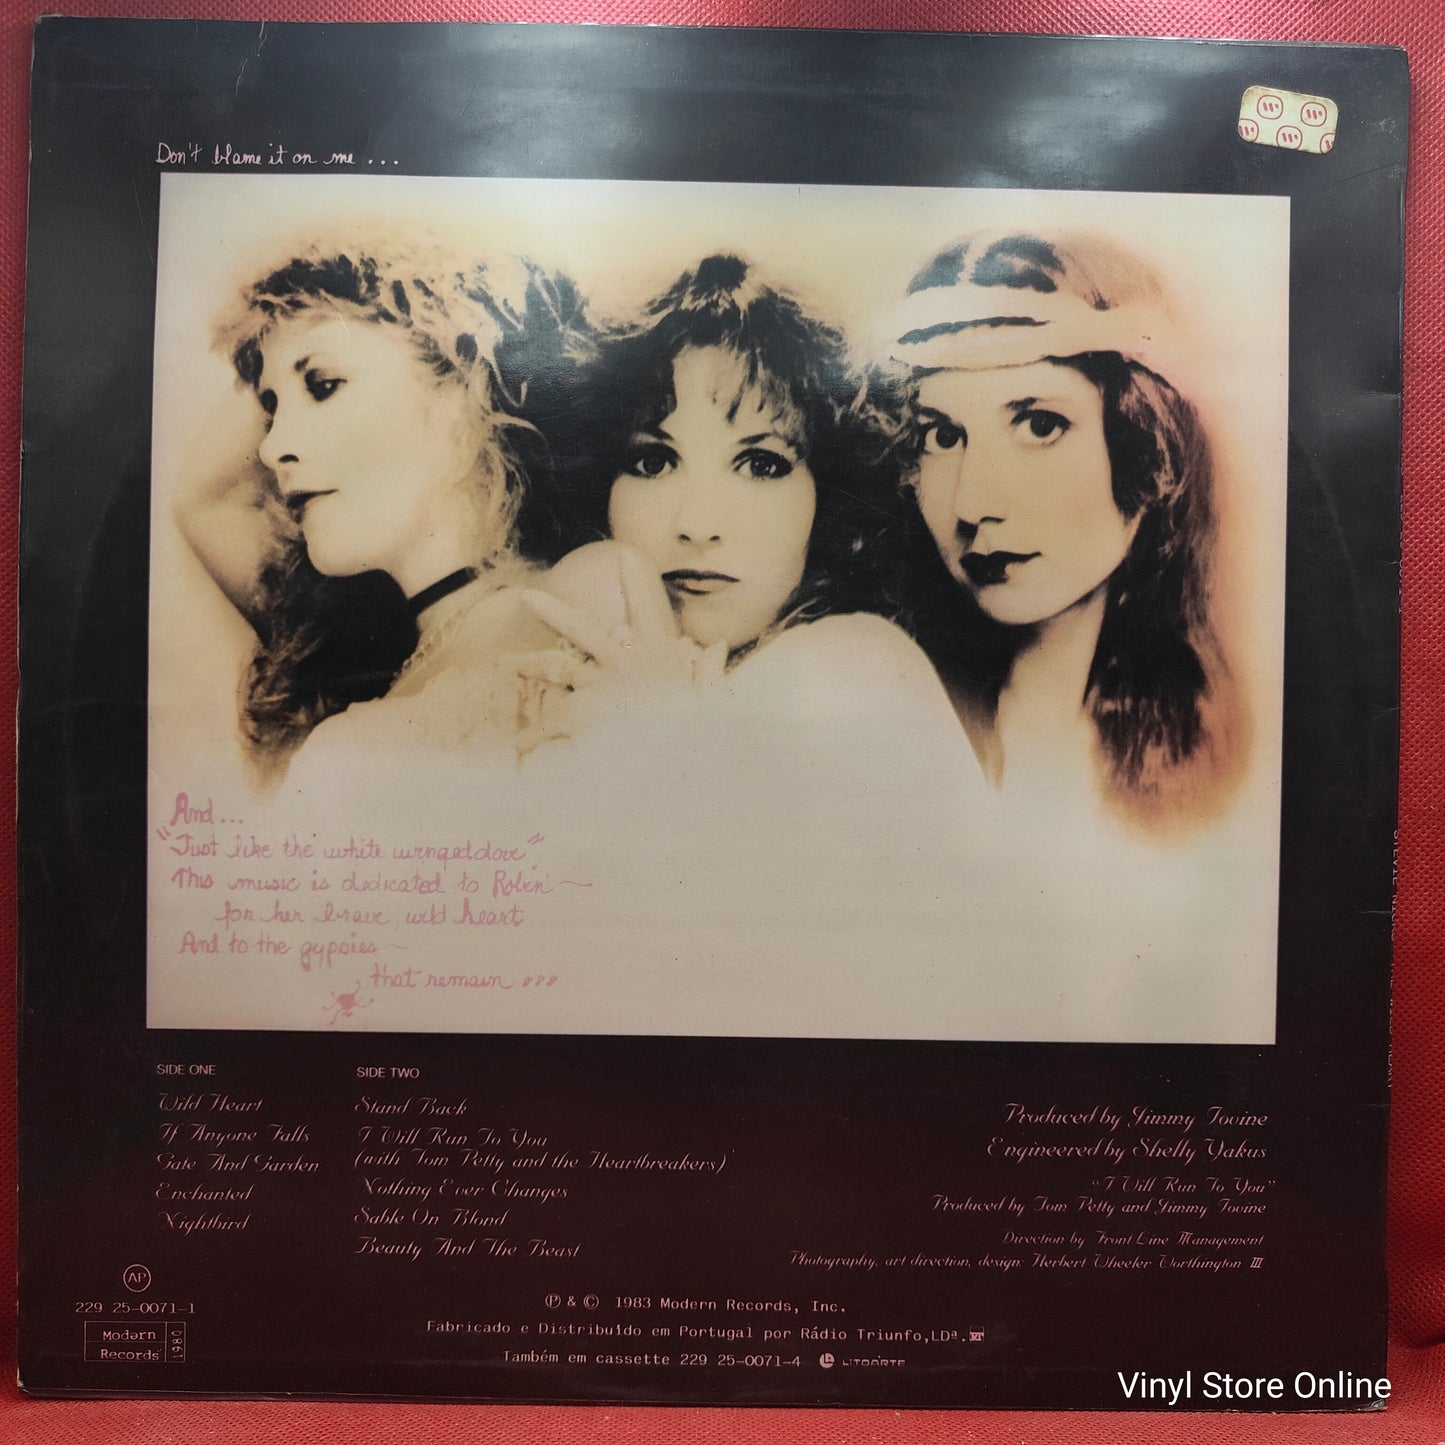 Don't blame it on me ...
And...
"Just like the white winged dove"
This music is dedicated to Robin
for her brave, wild heart
And to the gypsies
that remain ...
SIDE ONE
Wild Heart
If Anyone Falls
Gate And Garden
Enchanted
Nightbird
SIDE TWO
Stand Back
I Will Run To You
(with Tom Petty and the Heartbreakers)
Nothing Ever Changes
Sable On Blond
Beauty And The Beast
Produced by Jimmy Iovine
Engineered by Shelly Yakus
"I Will Run To You"
Produced by Tom Petty and Jimmy Iovine
Direction by Front Line Management
Photography, art direction, design: Herbert Wheeler Worthington III
AP
229 25-0071-1
Modern
Records
1980
Ⓟ & © 1983 Modern Records, Inc.
Fabricado e Distribuído em Portugal por Rádio Triunfo,LDª.
Também em cassette 229 25-0071-4 LITOARTE
STEVIE NICKS THE WILD HEART
Vinyl Store Online